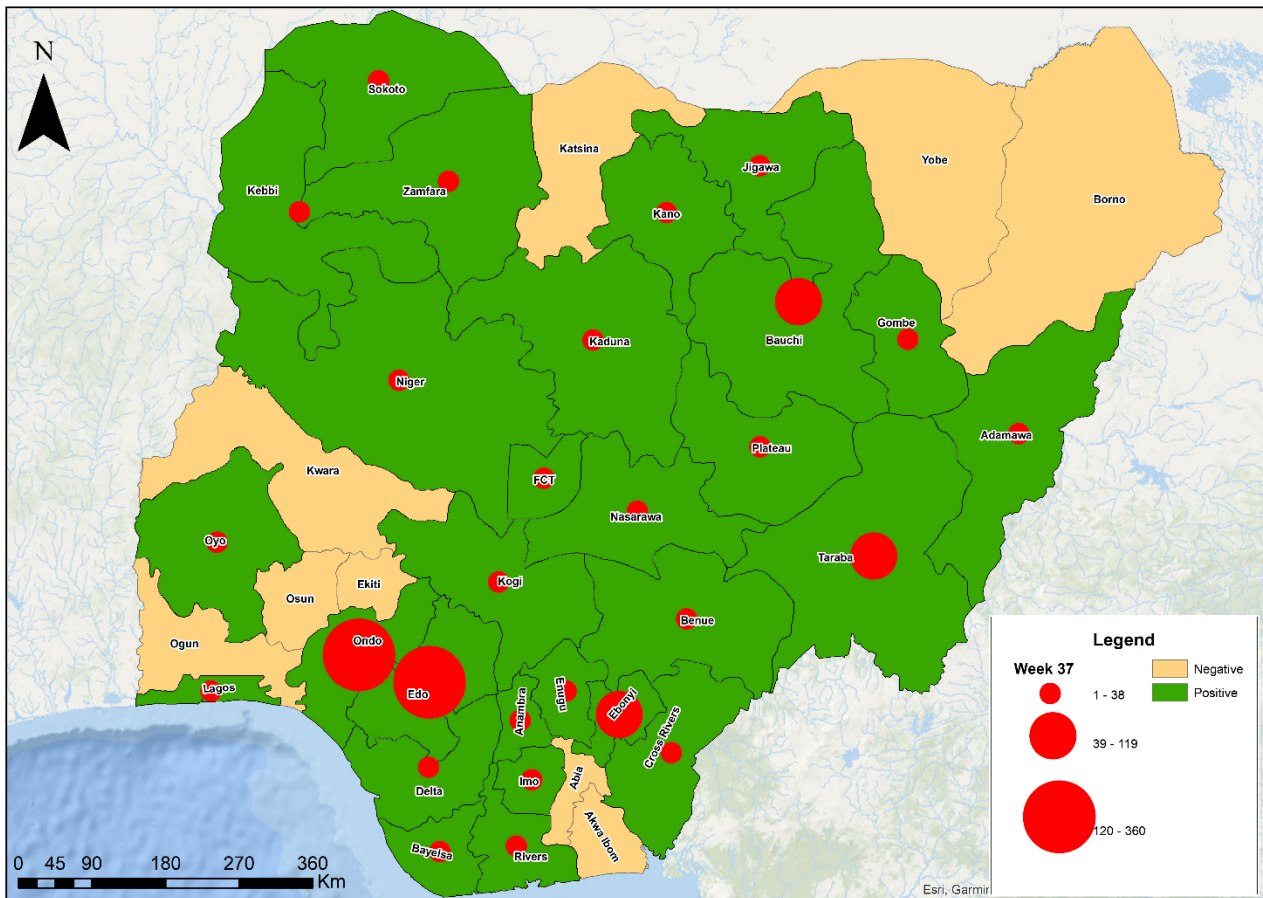 N
Sokoto
Katsina
Yobe
Borno
Kebbi
Zamfara
Jigawa
Kano
Gombe
Kaduna
Bauchi
Niger
Adamawa
Plateau
Kwara
FCT
Nasarawa
Oyo
Taraba
Kogi
Ekiti
Osun
Benue
Ogun
Ondo
Edo
Lagos
Enugu
Anambra
Ebonyi
Cross Rivers
Delta
Imo
Abia
Akwa Ibom
Bayelsa
Rivers
Legend
Week 37
Negative
1 - 38
Positive
39 - 119
120 - 360
0 45 90 180 270 360
Km
Esri, Garmin